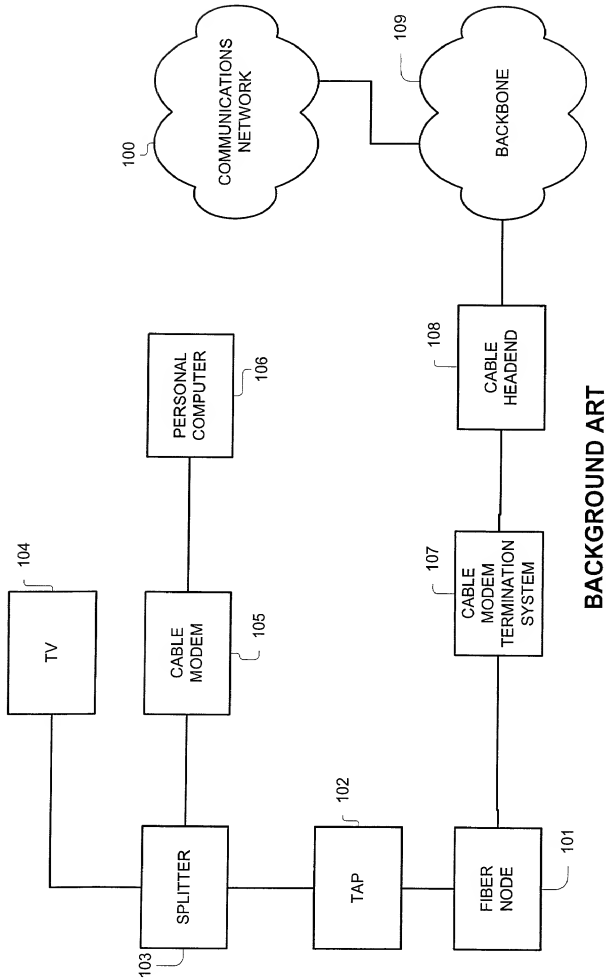 104
TV
103
SPLITTER
CABLE
MODEM
105
PERSONAL
COMPUTER
106
100
COMMUNICATIONS
NETWORK
102
TAP
109
BACKBONE
FIBER
NODE
101
107
CABLE
MODEM
TERMINATION
SYSTEM
108
CABLE
HEADEND
BACKGROUND ART